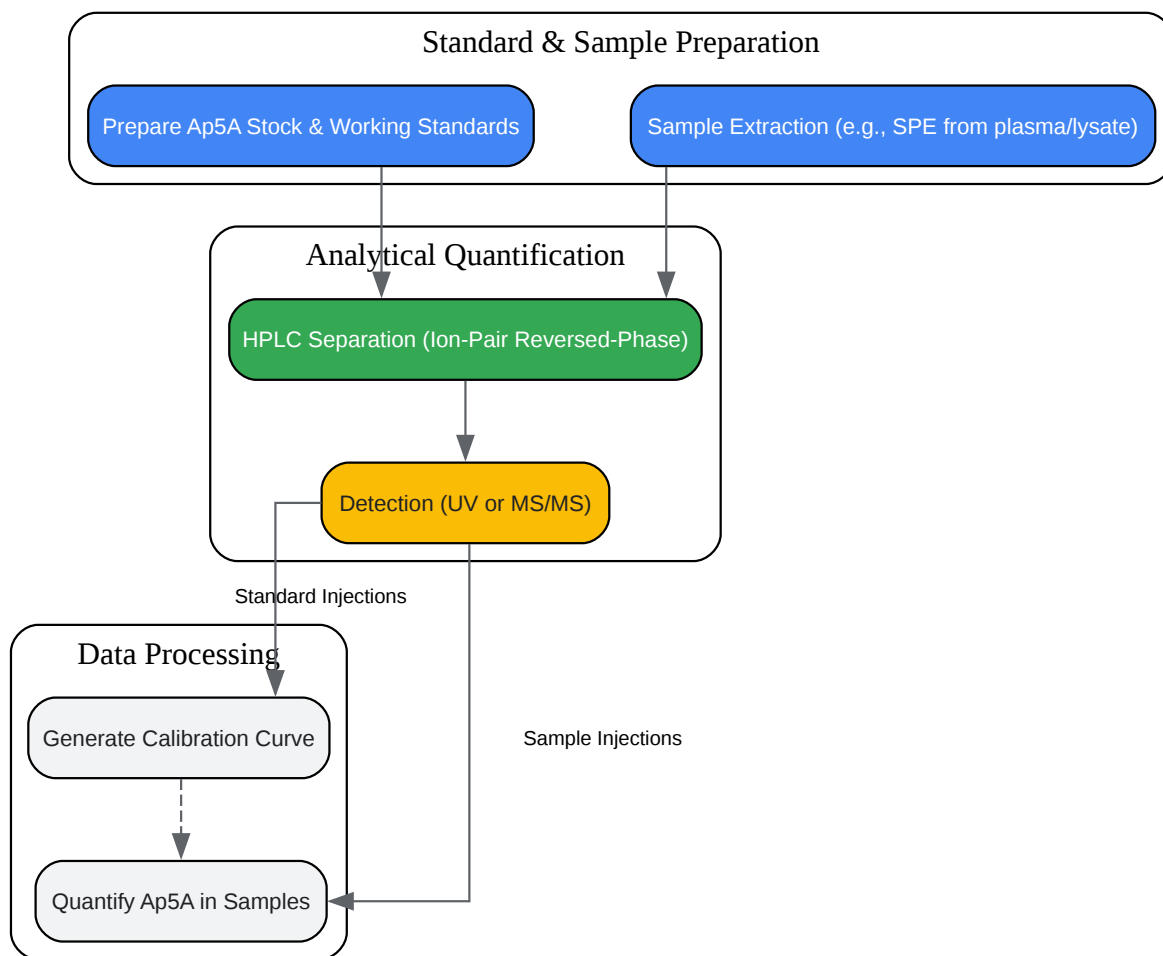 Standard & Sample Preparation
Prepare Ap5A Stock & Working Standards
Sample Extraction (e.g., SPE from plasma/lysate)
Analytical Quantification
HPLC Separation (Ion-Pair Reversed-Phase)
Detection (UV or MS/MS)
Standard Injections
Data Processing
Generate Calibration Curve
Sample Injections
Quantify Ap5A in Samples